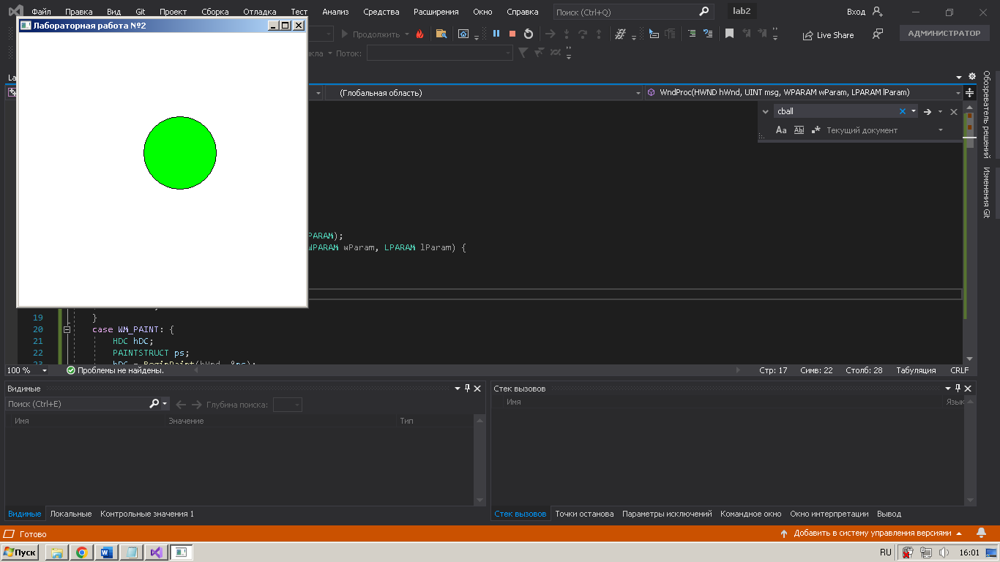 Файл Правка Вид Git Проект Сборка Отладка Тест Анализ Средства Расширения Окно Справка Поиск (Ctrl+Q) lab2 Вход
Лабораторная работа №2
Продолжить Live Share АДМИНИСТРАТОР
Поток:
La
(Глобальная область) WndProc(HWND hWnd, UINT msg, WPARAM wParam, LPARAM lParam)
cball
Aa Ab Текущий документ
Обозреватель решений
Изменения Git
PARAM);
WPARAM wParam, LPARAM lParam) {
19 }
20 case WM_PAINT: {
21 HDC hDC;
22 PAINTSTRUCT ps;
23 hDC = BeginPaint(hWnd, &ps);
100 % Проблемы не найдены. Стр: 17 Симв: 22 Столб: 28 Табуляция CRLF
Видимые
Поиск (Ctrl+E) Глубина поиска:
Имя Значение Тип
Видимые Локальные Контрольные значения 1
Стек вызовов
Имя Язык
Стек вызовов Точки останова Параметры исключений Командное окно Окно интерпретации Вывод
Готово Добавить в систему управления версиями
Пуск RU 16:01